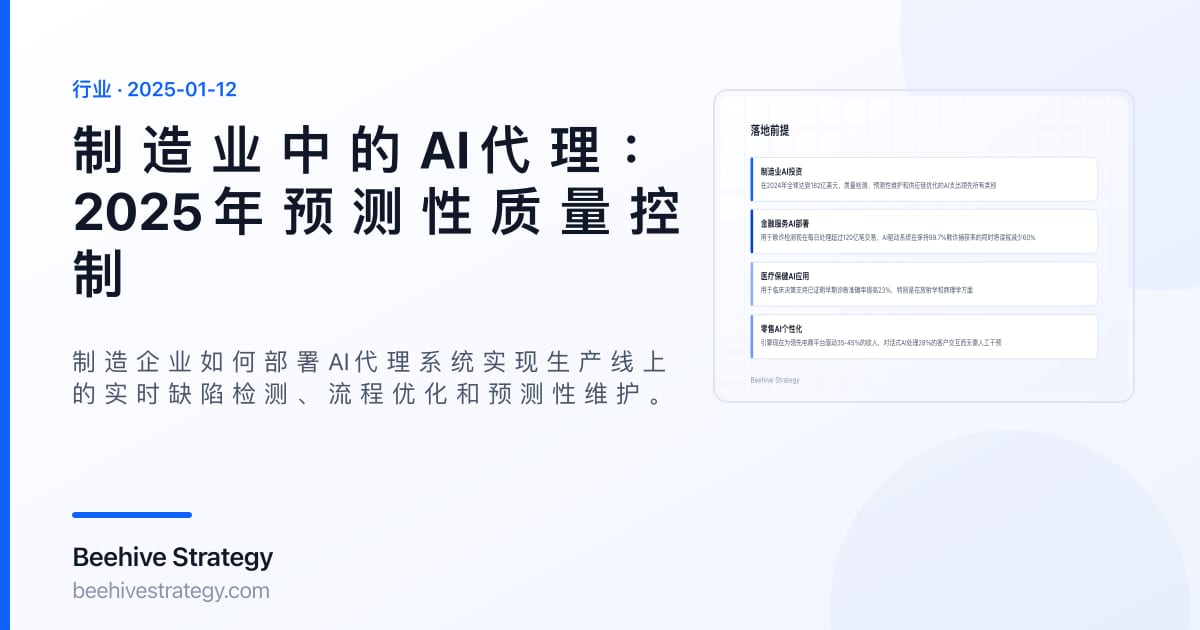 行业 · 2025-01-12
制造业中的AI代理：
2025年预测性质量控
制
制造企业如何部署AI代理系统实现生产线上
的实时缺陷检测、流程优化和预测性维护。
Beehive Strategy
beehivestrategy.com
落地前提
制造业AI投资
在2024年全球达到182亿美元，质量检测、预测性维护和供应链优化的AI支出领先所有类别
金融服务AI部署
用于欺诈检测现在每日处理超过120亿笔交易，AI驱动系统在保持99.7%欺诈捕获率的同时将误报减少60%
医疗保健AI应用
用于临床决策支持已证明早期诊断准确率提高23%，特别是在放射学和病理学方面
零售AI个性化
引擎现在为领先电商平台驱动35-45%的收入，对话式AI处理28%的客户交互而无需人工干预
Beehive Strategy